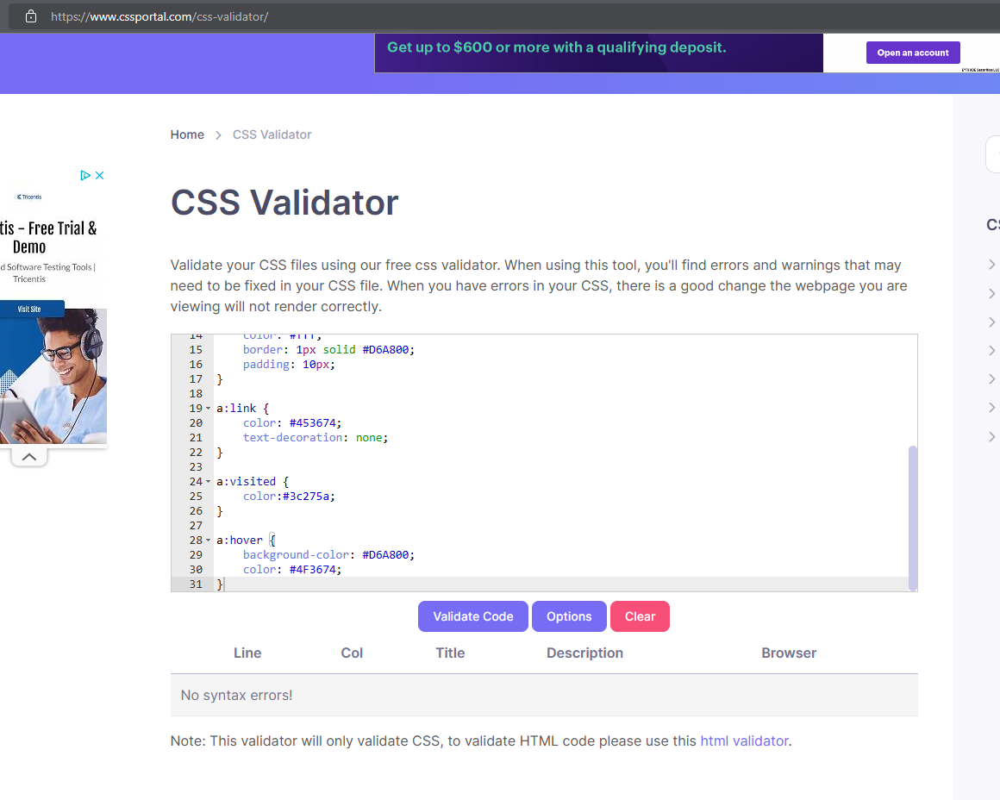 https://www.cssportal.com/css-validator/
Get up to $600 or more with a qualifying deposit.
Open an account
E*TRADE Securities LLC
Home > CSS Validator
Tricentis
tis - Free Trial &
Demo
d Software Testing Tools |
Tricentis
Visit Site
CSS Validator
Validate your CSS files using our free css validator. When using this tool, you'll find errors and warnings that may
need to be fixed in your CSS file. When you have errors in your CSS, there is a good change the webpage you are
viewing will not render correctly.
14 color: #fff;
15 border: 1px solid #D6A800;
16 padding: 10px;
17 }
18
19 a:link {
20 color: #453674;
21 text-decoration: none;
22 }
23
24 a:visited {
25 color:#3c275a;
26 }
27
28 a:hover {
29 background-color: #D6A800;
30 color: #4F3674;
31 }
Validate Code Options Clear
Line Col Title Description Browser
No syntax errors!
Note: This validator will only validate CSS, to validate HTML code please use this html validator.
CS